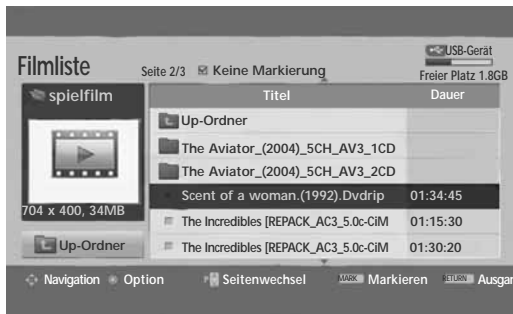 Filmliste
Seite 2/3
Keine Markierung
USB-Gerät
Freier Platz 1.8GB
spielfilm
Titel
Dauer
Up-Ordner
The Aviator_(2004)_5CH_AV3_1CD
The Aviator_(2004)_5CH_AV3_2CD
Scent of a woman.(1992).Dvdrip 01:34:45
The Incredibles [REPACK_AC3_5.0c-CiM 01:15:30
The Incredibles [REPACK_AC3_5.0c-CiM 01:30:20
704 x 400, 34MB
Up-Ordner
Navigation Option Seitenwechsel MARK Markieren RETURN Ausgar